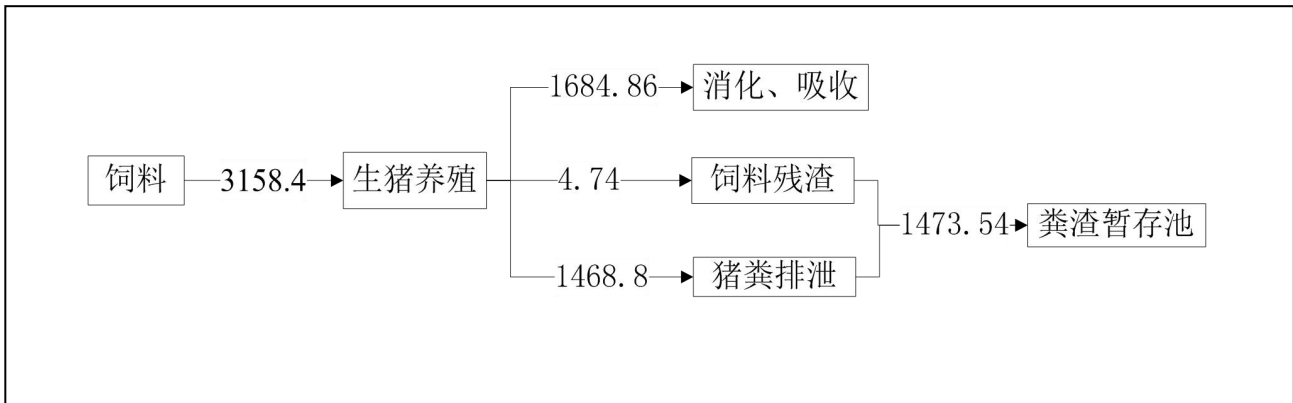 1684.86
消化、吸收
饲料
3158.4
生猪养殖
4.74
饲料残渣
1473.54
粪渣暂存池
1468.8
猪粪排泄